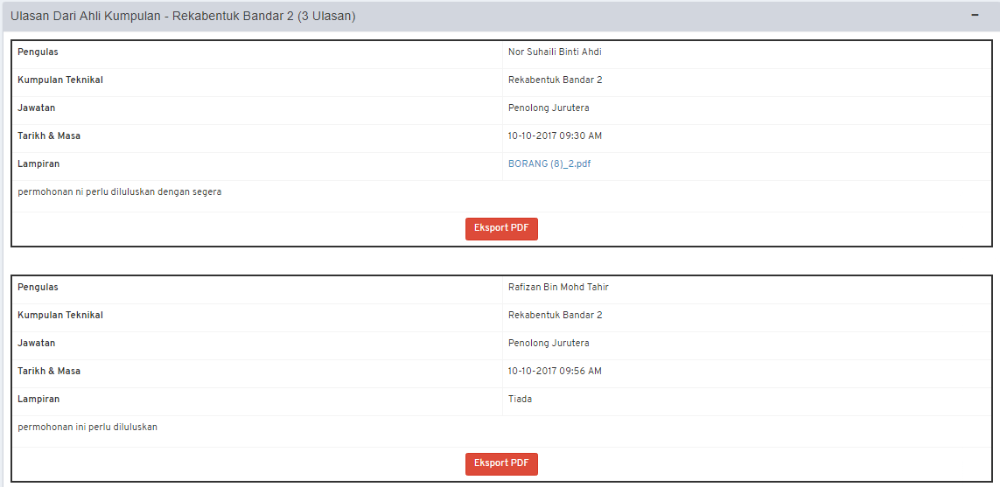 Ulasan Dari Ahli Kumpulan - Rekabentuk Bandar 2 (3 Ulasan)
Pengulas Nor Suhaili Binti Ahdi
Kumpulan Teknikal Rekabentuk Bandar 2
Jawatan Penolong Jurutera
Tarikh & Masa 10-10-2017 09:30 AM
Lampiran BORANG (8)_2.pdf
permohonan ni perlu diluluskan dengan segera
Eksport PDF
Pengulas Rafizan Bin Mohd Tahir
Kumpulan Teknikal Rekabentuk Bandar 2
Jawatan Penolong Jurutera
Tarikh & Masa 10-10-2017 09:56 AM
Lampiran Tiada
permohonan ini perlu diluluskan
Eksport PDF